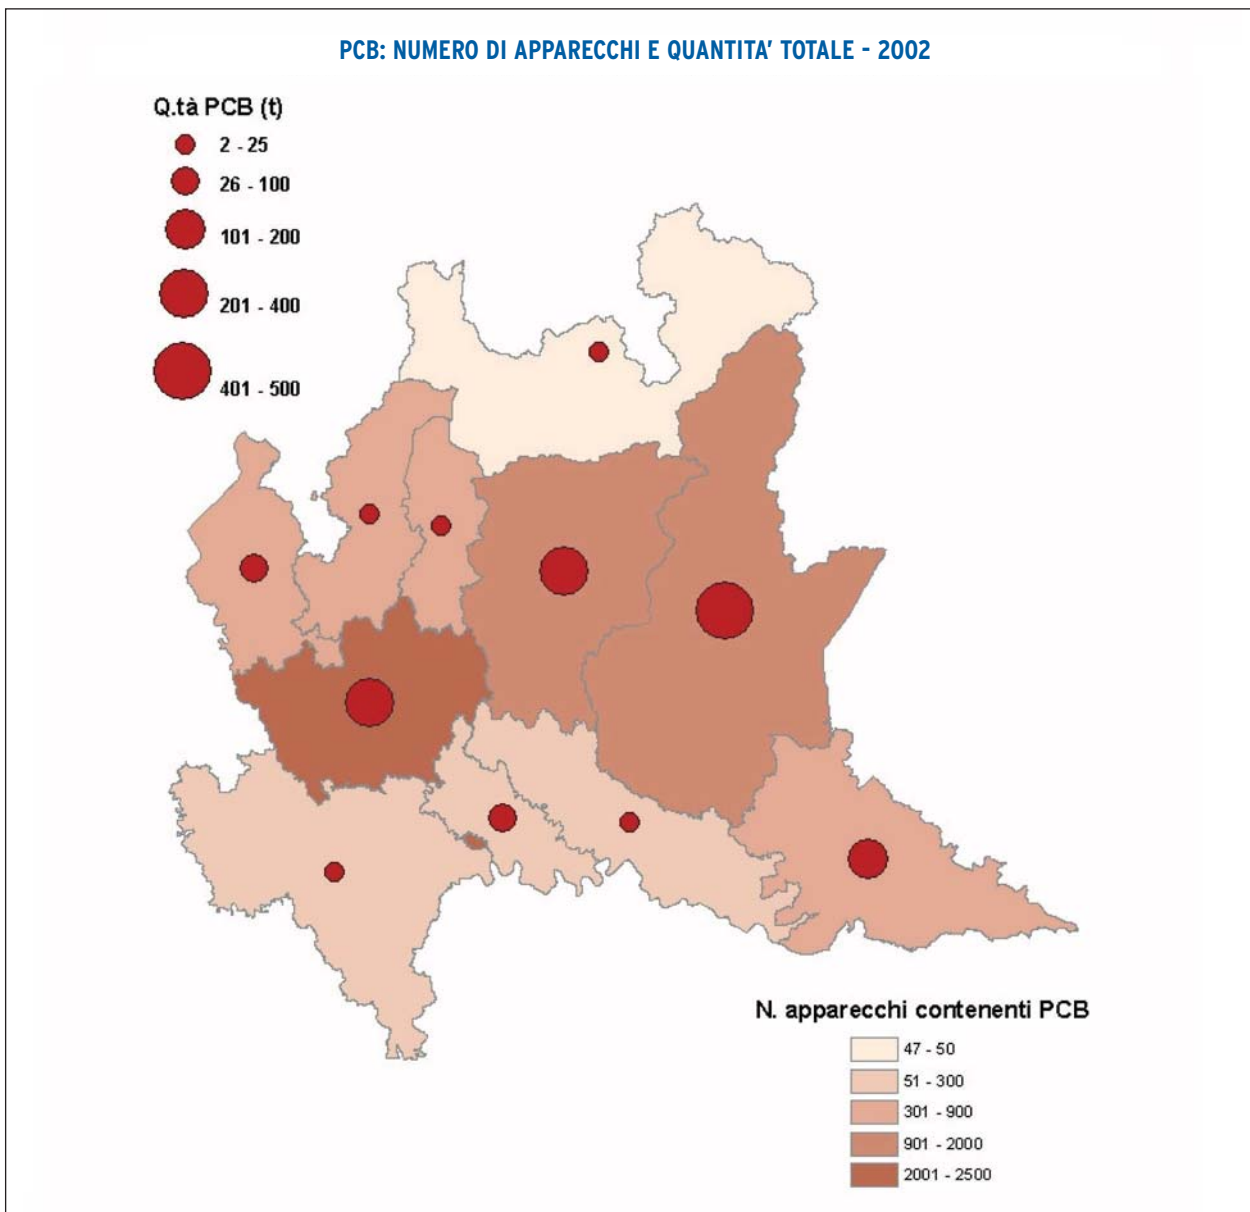 PCB: NUMERO DI APPARECCHI E QUANTITA’ TOTALE - 2002
Q.tà PCB (t)
2 - 25
26 - 100
101 - 200
201 - 400
401 - 500
N. apparecchi contenenti PCB
47 - 50
51 - 300
301 - 900
901 - 2000
2001 - 2500